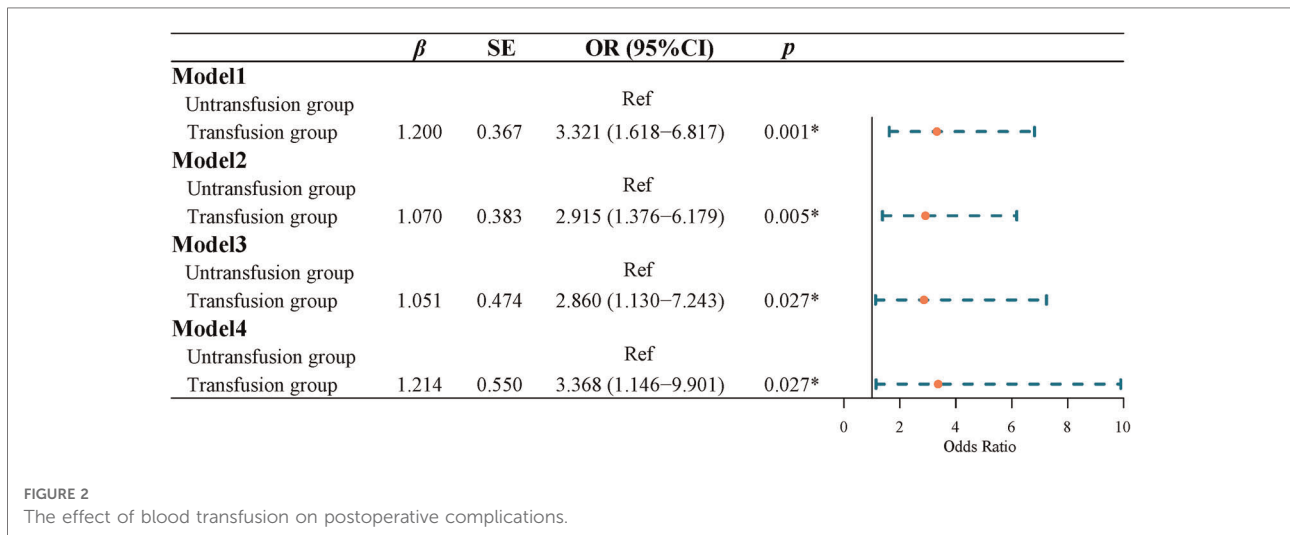 β SE OR (95%CI) p
Model1
Untransfusion group Ref
Transfusion group 1.200 0.367 3.321 (1.618−6.817) 0.001*
Model2
Untransfusion group Ref
Transfusion group 1.070 0.383 2.915 (1.376−6.179) 0.005*
Model3
Untransfusion group Ref
Transfusion group 1.051 0.474 2.860 (1.130−7.243) 0.027*
Model4
Untransfusion group Ref
Transfusion group 1.214 0.550 3.368 (1.146−9.901) 0.027*
0 2 4 6 8 10
Odds Ratio
FIGURE 2
The effect of blood transfusion on postoperative complications.